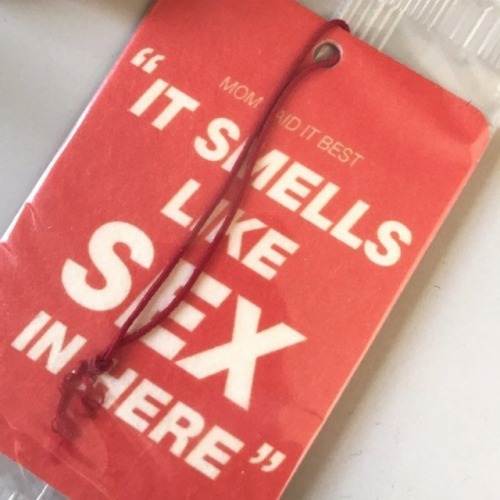 MOM SAID IT BEST
“IT SMELLS
LIKE
SEX
IN HERE”